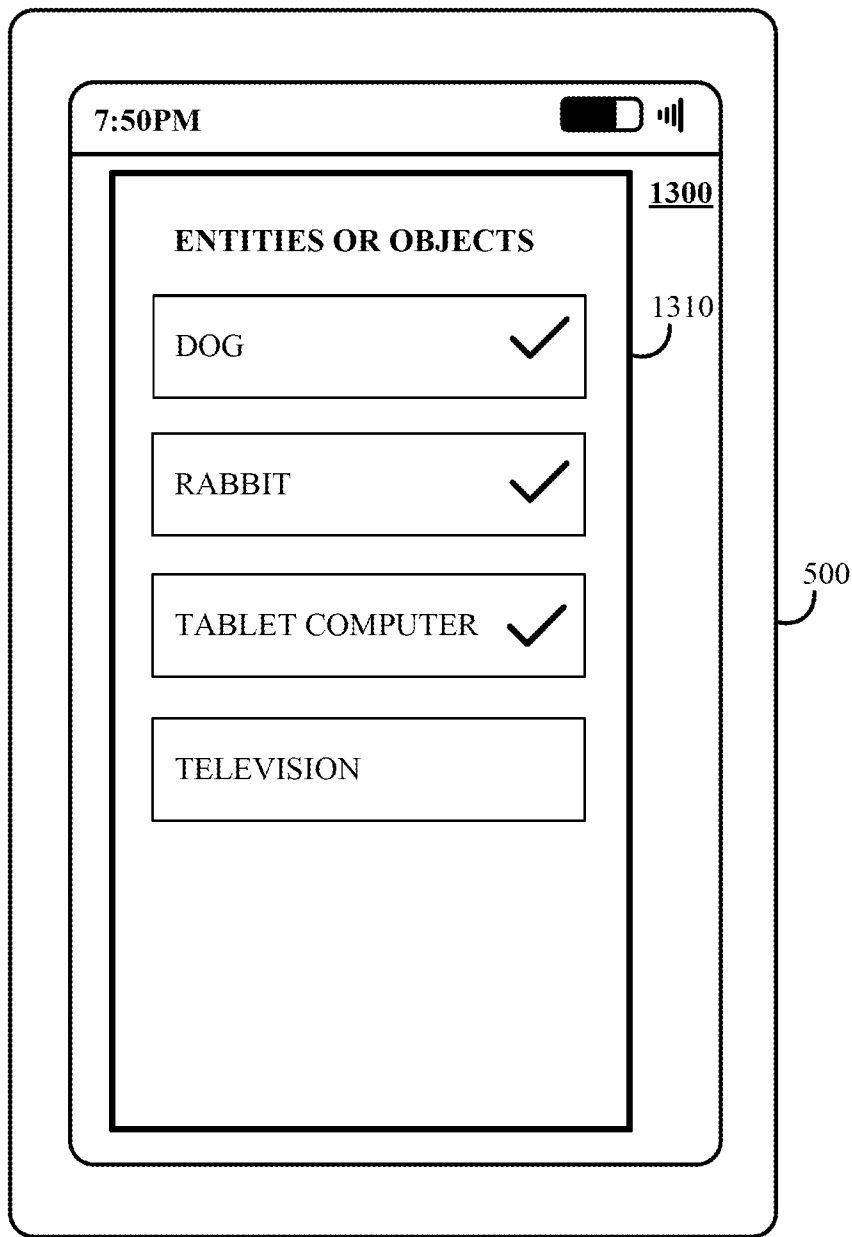 7:50PM
1300
ENTITIES OR OBJECTS
1310
DOG
RABBIT
500
TABLET COMPUTER
TELEVISION